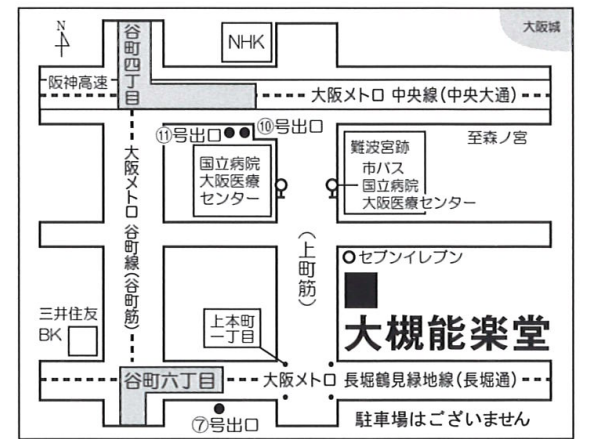 大阪城
N
谷町四丁目
NHK
阪神高速
大阪メトロ 中央線(中央大通)
⑪号出口
⑩号出口
至森ノ宮
大阪メトロ 谷町線(谷町筋)
国立病院
大阪医療
センター
難波宮跡
市バス
国立病院
大阪医療センター
(上町筋)
セブンイレブン
三井住友
BK
上本町
一丁目
大槻能楽堂
谷町六丁目
大阪メトロ 長堀鶴見緑地線(長堀通)
⑦号出口
駐車場はございません